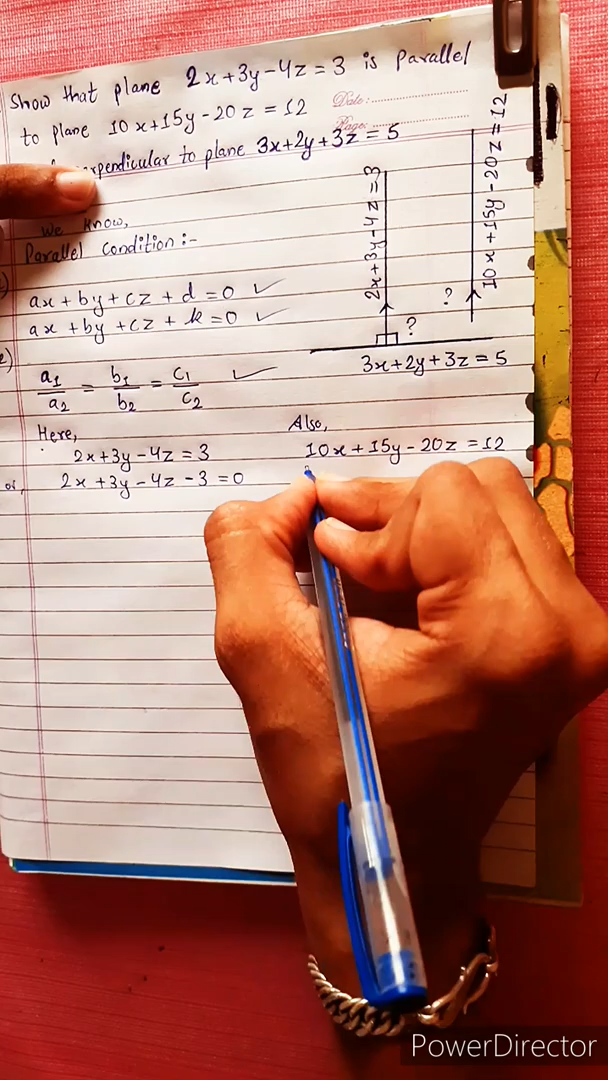 Show that plane 2x+3y-4z=3 is parallel
Date:
to plane 10x+15y-20z=12
Page:
perpendicular to plane 3x+2y+3z=5
We know,
Parallel condition:-
ax+by+cz+d=0 ✓
ax+by+cz+k=0 ✓
a₁/a₂ = b₁/b₂ = c₁/c₂ ✓
2x+3y-4z=3
10x+15y-20z=12
?
?
3x+2y+3z=5
Here,
2x+3y-4z=3
or, 2x+3y-4z-3=0
Also,
10x+15y-20z=12
PowerDirector